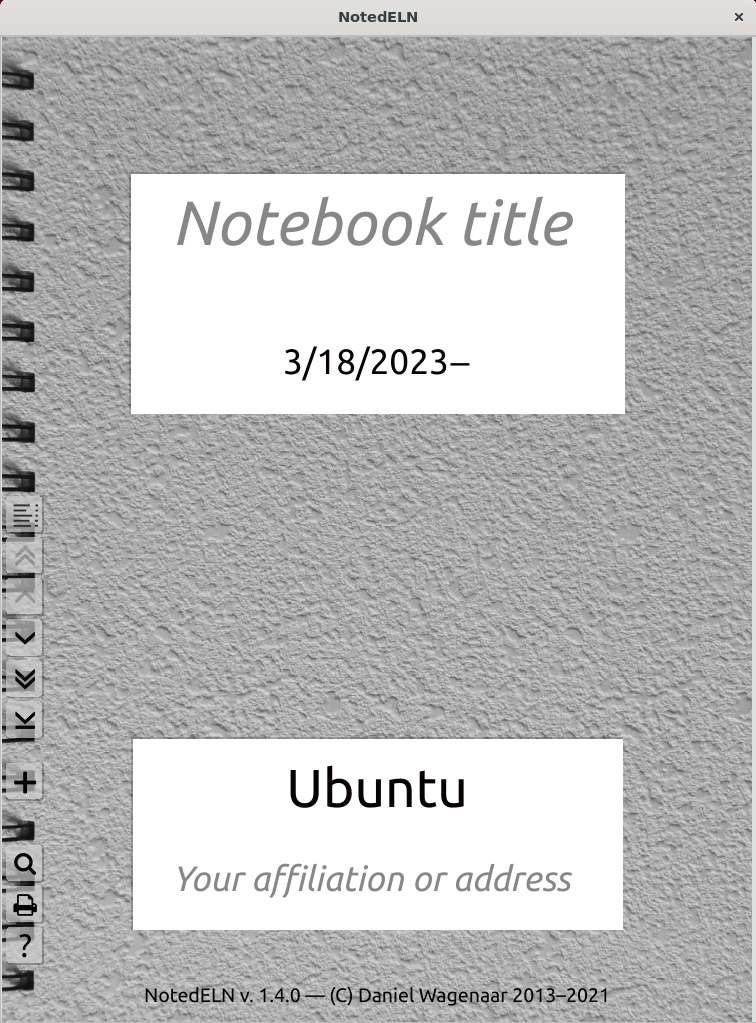 NotedELN
Notebook title
3/18/2023–
Ubuntu
Your affiliation or address
?
NotedELN v. 1.4.0 — (C) Daniel Wagenaar 2013–2021